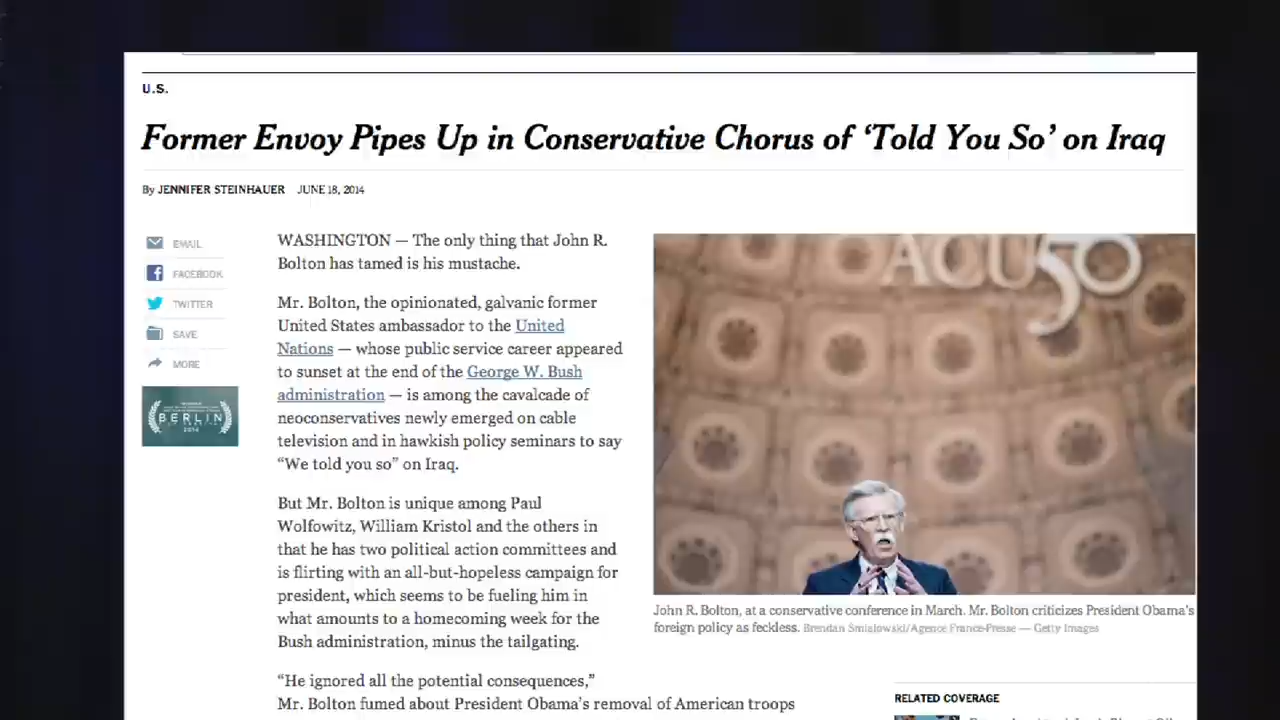 U.S.
Former Envoy Pipes Up in Conservative Chorus of ‘Told You So’ on Iraq
By JENNIFER STEINHAUER JUNE 18, 2014
EMAIL
FACEBOOK
TWITTER
SAVE
MORE
BERLIN
2014
WASHINGTON — The only thing that John R.
Bolton has tamed is his mustache.
Mr. Bolton, the opinionated, galvanic former
United States ambassador to the United
Nations — whose public service career appeared
to sunset at the end of the George W. Bush
administration — is among the cavalcade of
neoconservatives newly emerged on cable
television and in hawkish policy seminars to say
“We told you so” on Iraq.
But Mr. Bolton is unique among Paul
Wolfowitz, William Kristol and the others in
that he has two political action committees and
is flirting with an all-but-hopeless campaign for
president, which seems to be fueling him in
what amounts to a homecoming week for the
Bush administration, minus the tailgating.
“He ignored all the potential consequences,”
Mr. Bolton fumed about President Obama’s removal of American troops
ACU50
John R. Bolton, at a conservative conference in March. Mr. Bolton criticizes President Obama’s
foreign policy as feckless. Brendan Smialowski/Agence France-Presse — Getty Images
RELATED COVERAGE